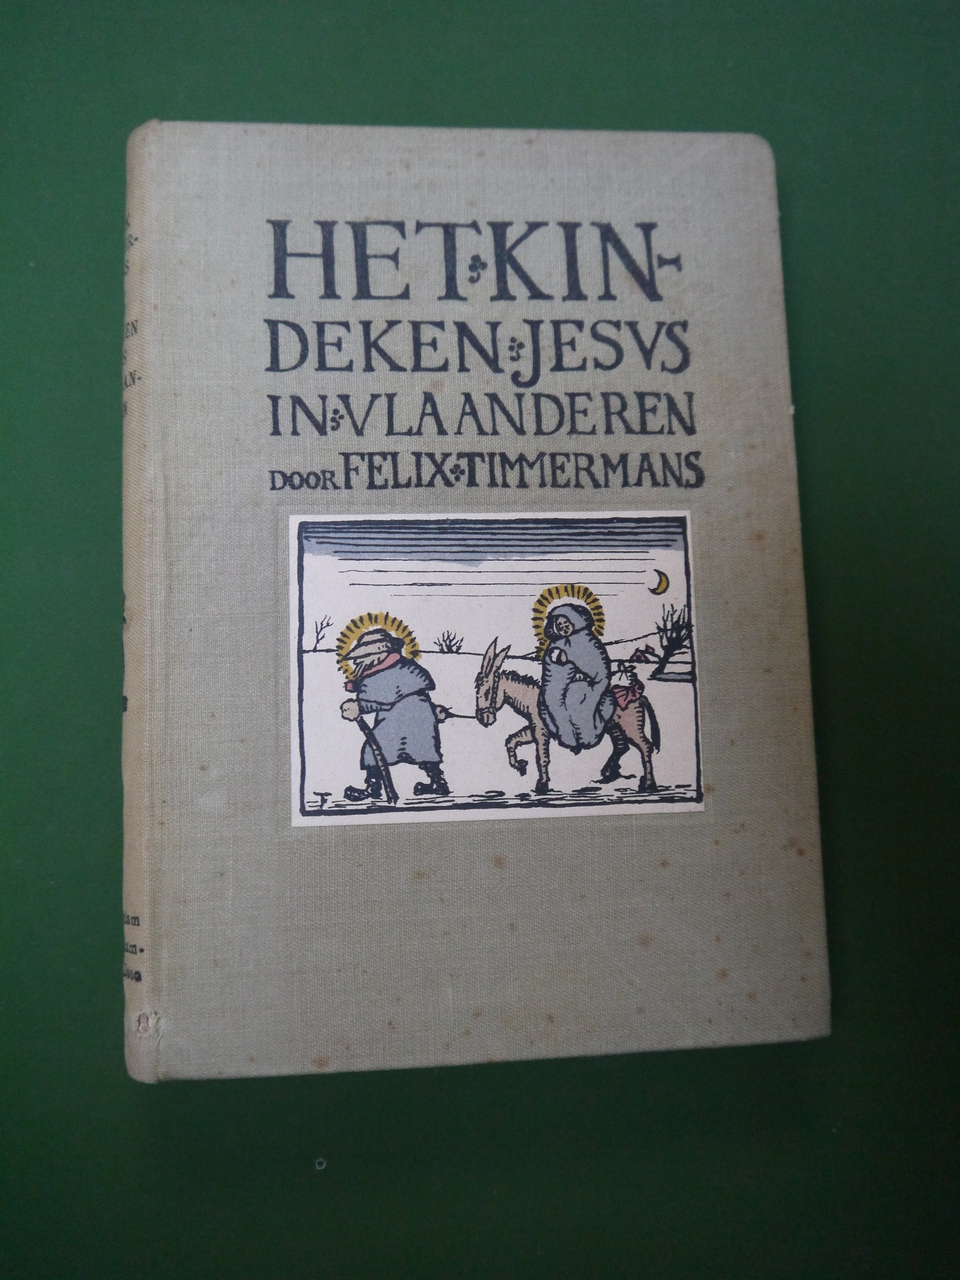 HET KIN-
DEKEN JESVS
IN VLAANDEREN
DOOR FELIX TIMMERMANS